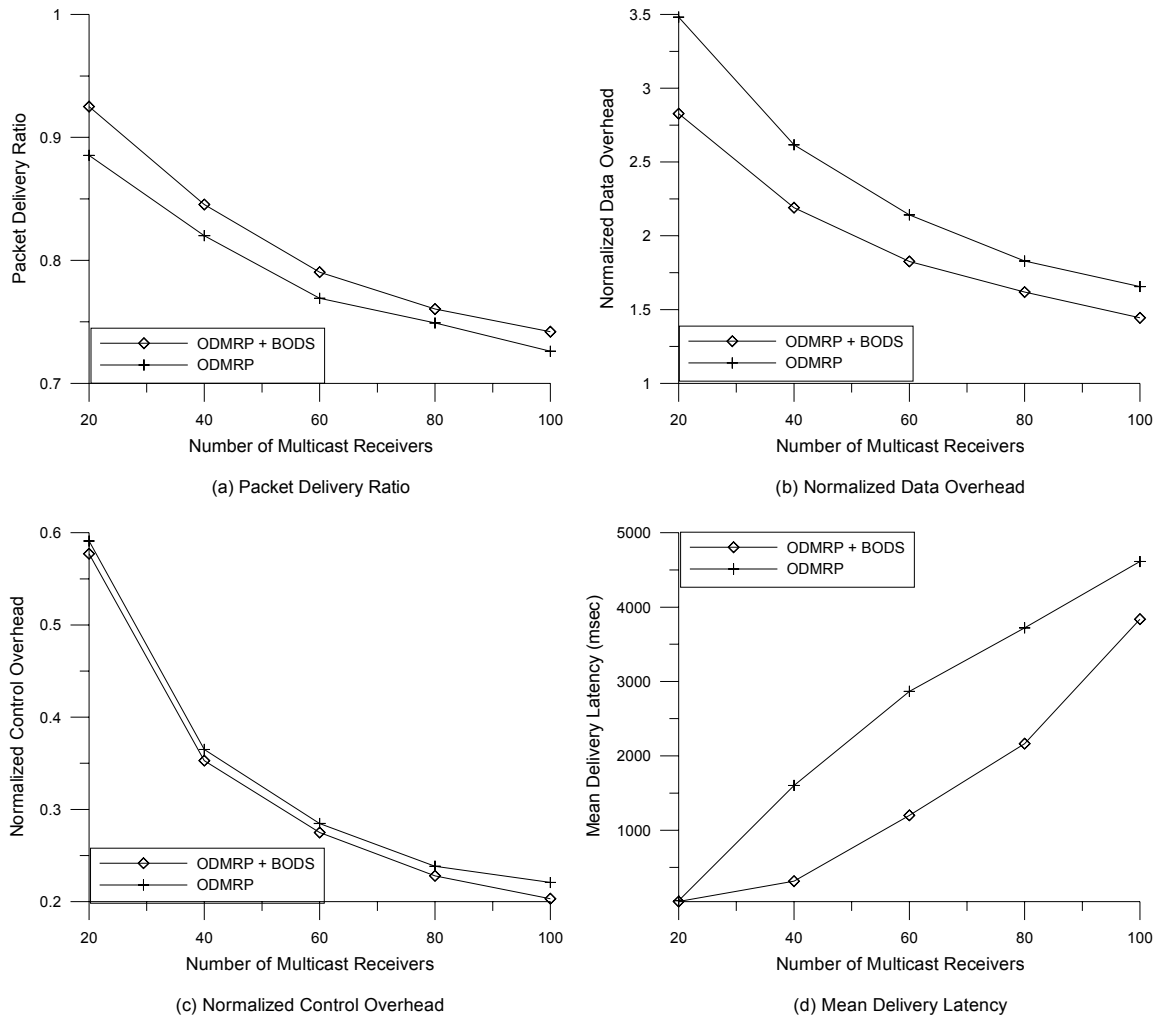 1
0.9
0.8
0.7
Packet Delivery Ratio
ODMRP + BODS
ODMRP
20 40 60 80 100
Number of Multicast Receivers
(a) Packet Delivery Ratio
3.5
3
2.5
2
1.5
1
Normalized Data Overhead
ODMRP + BODS
ODMRP
20 40 60 80 100
Number of Multicast Receivers
(b) Normalized Data Overhead
0.6
0.5
0.4
0.3
0.2
Normalized Control Overhead
ODMRP + BODS
ODMRP
20 40 60 80 100
Number of Multicast Receivers
(c) Normalized Control Overhead
5000
4000
3000
2000
1000
Mean Delivery Latency (msec)
ODMRP + BODS
ODMRP
20 40 60 80 100
Number of Multicast Receivers
(d) Mean Delivery Latency